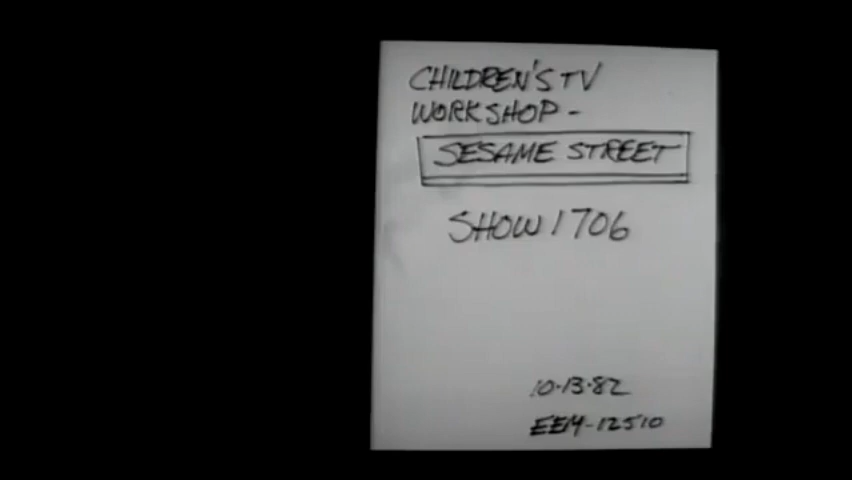 CHILDREN'S TV
WORKSHOP -
SESAME STREET
SHOW 1706
10-13-82
EEM-12510